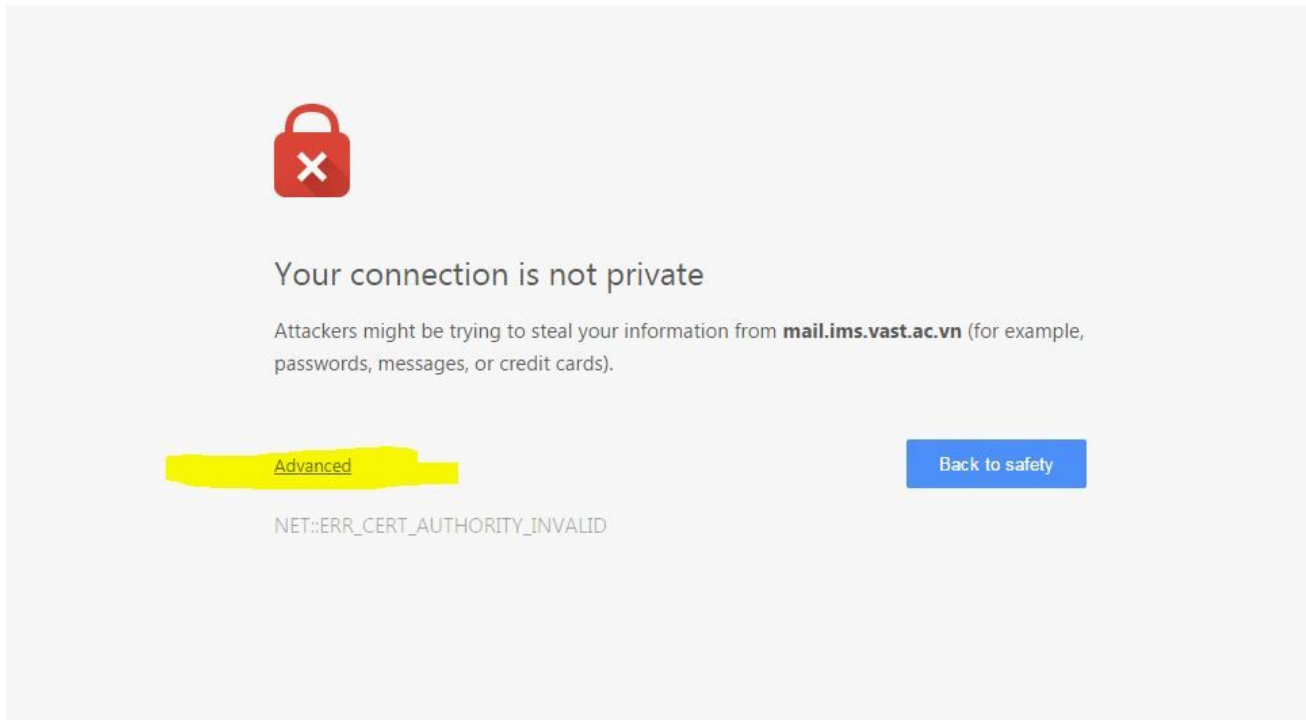 Your connection is not private
Attackers might be trying to steal your information from mail.ims.vast.ac.vn (for example,
passwords, messages, or credit cards).
Advanced
Back to safety
NET::ERR_CERT_AUTHORITY_INVALID